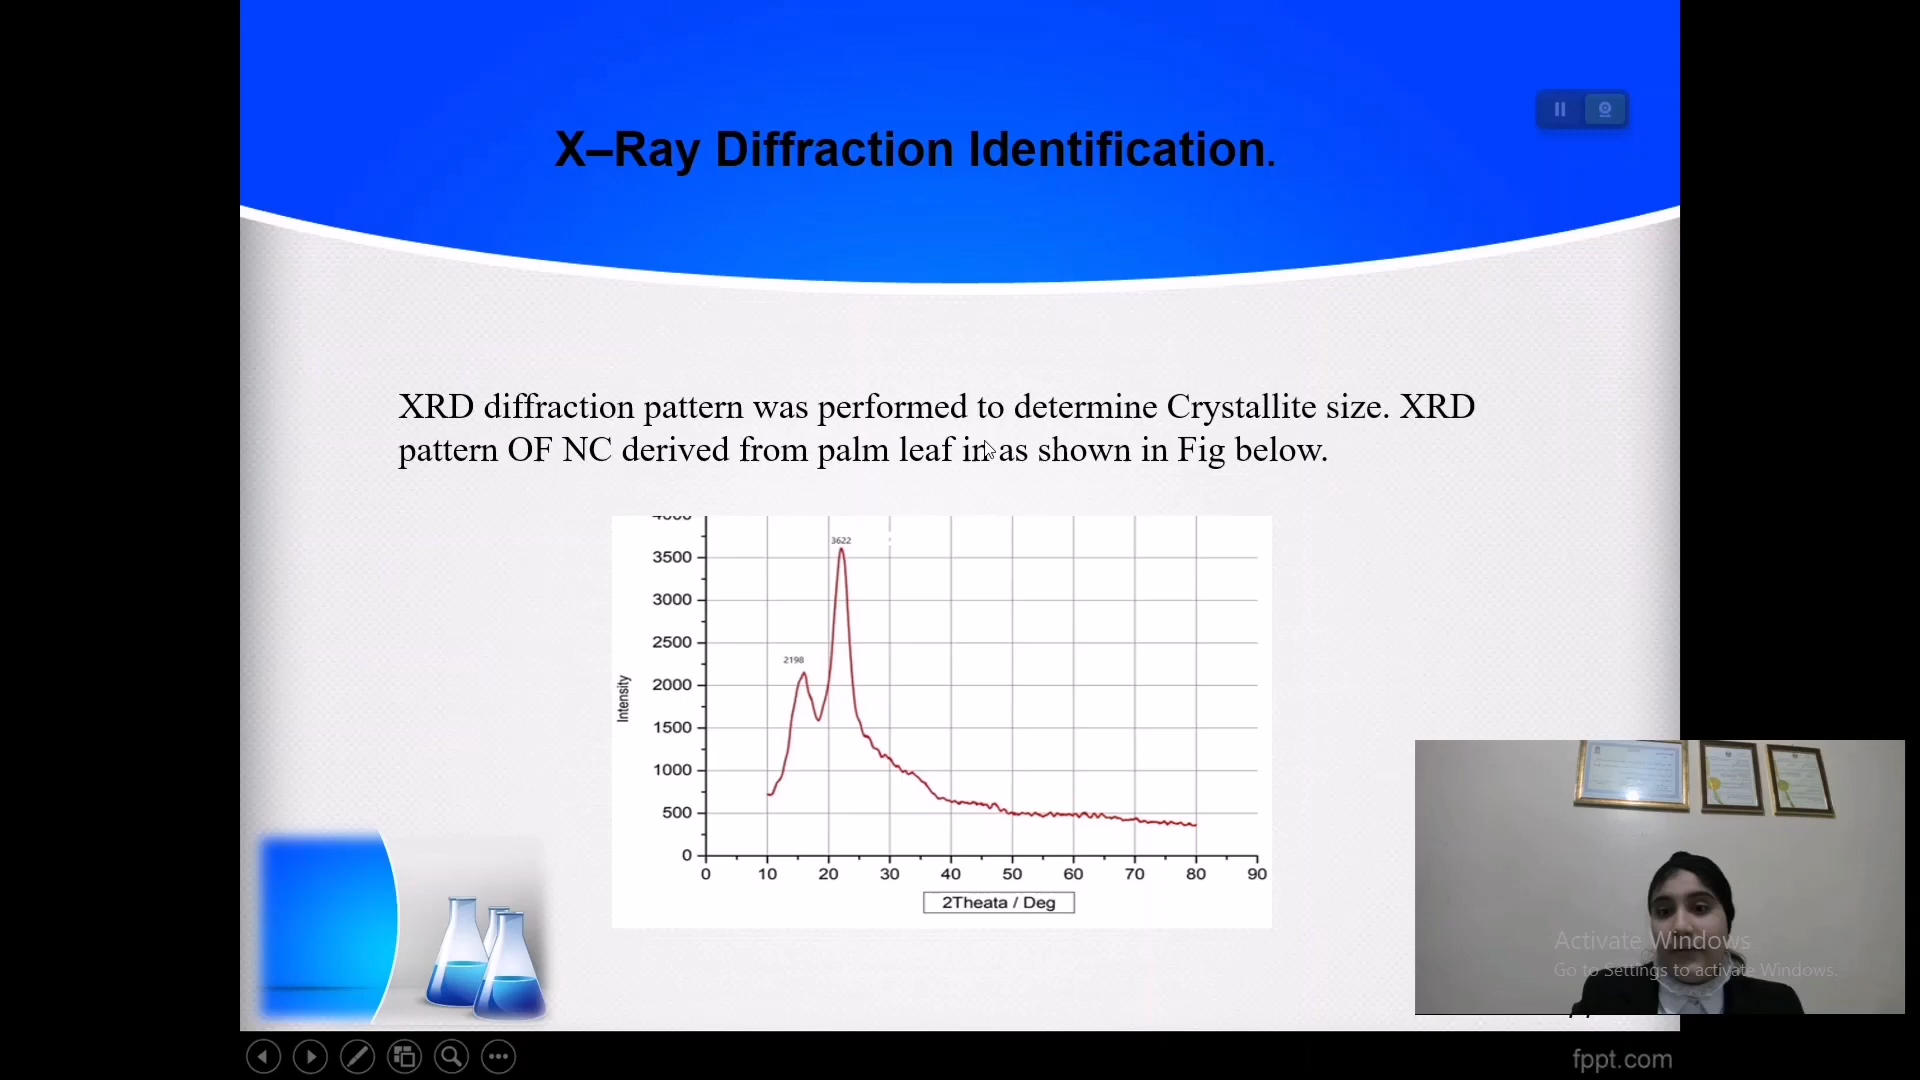 X–Ray Diffraction Identification.
XRD diffraction pattern was performed to determine Crystallite size. XRD
pattern OF NC derived from palm leaf in as shown in Fig below.
4000
3622
3500
3000
2500
2198
2000
Intensity
1500
1000
500
0
0 10 20 30 40 50 60 70 80 90
2Theata / Deg
Activate Windows
Go to Settings to activate Windows.
fppt.com